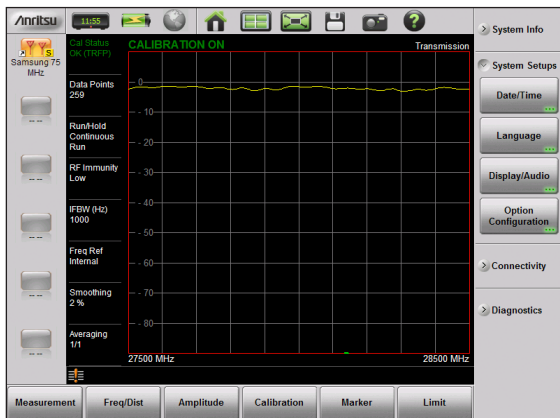 Anritsu
11:55
?
System Info
Samsung 75
MHz
S
-- --
-- --
-- --
-- --
-- --
Cal Status
OK (TRFP)
Data Points
259
Run/Hold
Continuous
Run
RF Immunity
Low
IFBW (Hz)
1000
Freq Ref
Internal
Smoothing
2 %
Averaging
1/1
CALIBRATION ON
Transmission
0
- 10
- 20
- 30
- 40
- 50
- 60
- 70
- 80
27500 MHz
28500 MHz
System Setups
Date/Time
Language
Display/Audio
Option
Configuration
Connectivity
Diagnostics
Measurement
Freq/Dist
Amplitude
Calibration
Marker
Limit